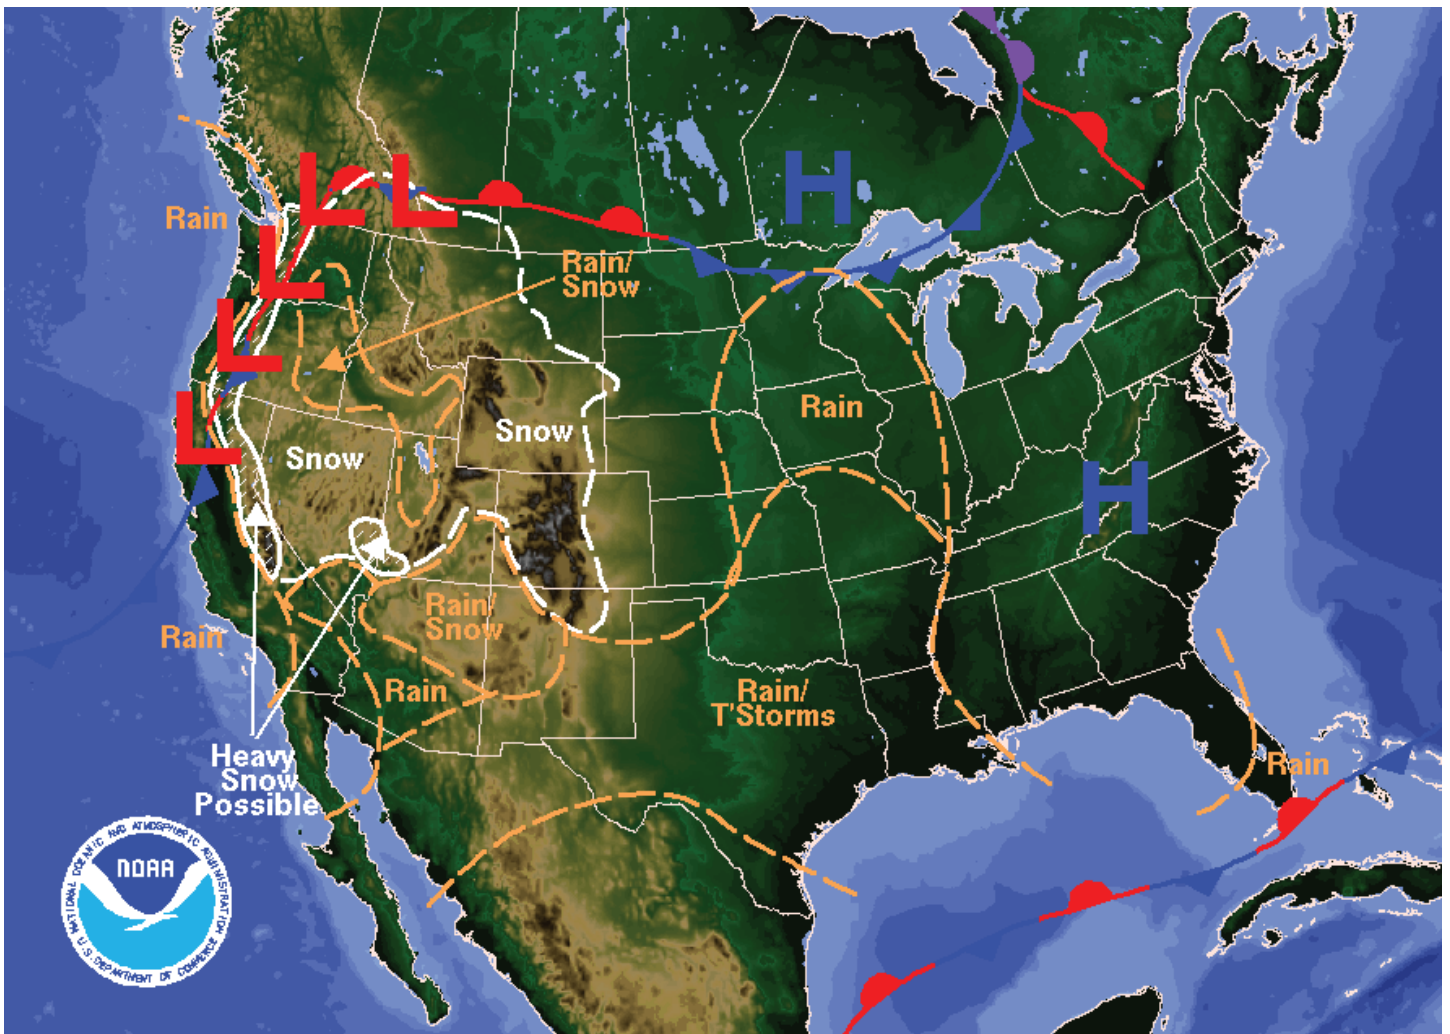 H
L
L
Rain
L
Rain/
Snow
L
Rain
L
Snow
Snow
H
Rain/
Snow
Rain
Rain
Rain/
T'Storms
Heavy
Snow
Possible
Rain
NATIONAL OCEANIC AND ATMOSPHERIC ADMINISTRATION
NOAA
U.S. DEPARTMENT OF COMMERCE